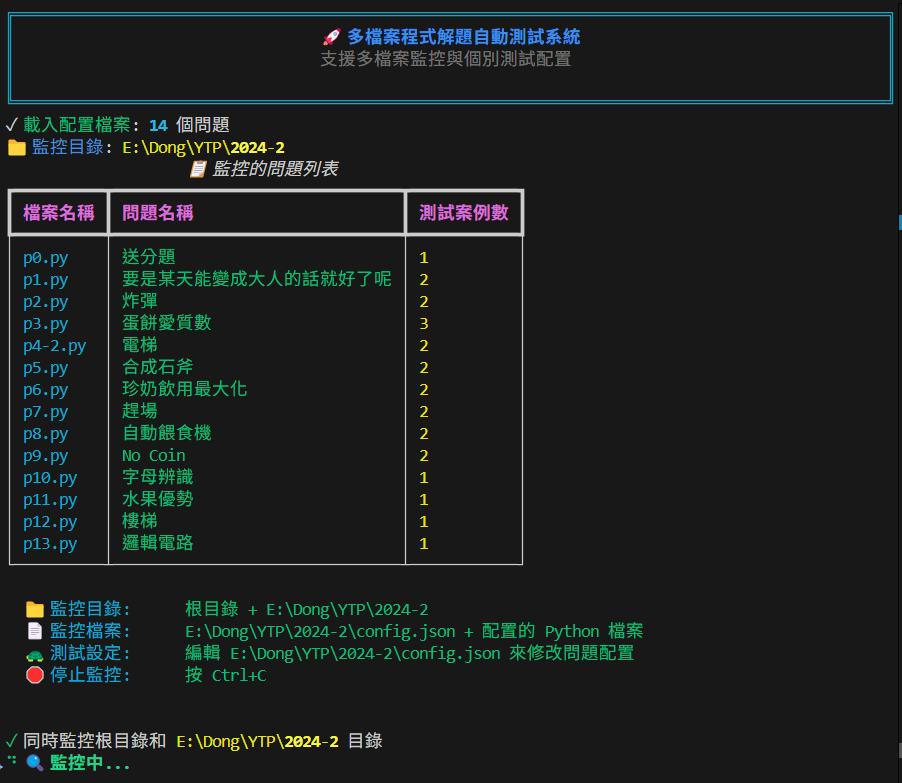 🚀 多檔案程式解題自動測試系統
支援多檔案監控與個別測試配置
✓ 載入配置檔案: 14 個問題
📁 監控目錄: E:\Dong\YTP\2024-2
📋 監控的問題列表
檔案名稱 問題名稱 測試案例數
p0.py 送分題 1
p1.py 要是某天能變成大人的話就好了呢 2
p2.py 炸彈 2
p3.py 蛋餅愛質數 3
p4-2.py 電梯 2
p5.py 合成石斧 2
p6.py 珍奶飲用最大化 2
p7.py 趕場 2
p8.py 自動餵食機 2
p9.py No Coin 2
p10.py 字母辨識 1
p11.py 水果優勢 1
p12.py 樓梯 1
p13.py 邏輯電路 1
📁 監控目錄: 根目錄 + E:\Dong\YTP\2024-2
📄 監控檔案: E:\Dong\YTP\2024-2\config.json + 配置的 Python 檔案
🐢 測試設定: 編輯 E:\Dong\YTP\2024-2\config.json 來修改問題配置
🛑 停止監控: 按 Ctrl+C
✓ 同時監控根目錄和 E:\Dong\YTP\2024-2 目錄
🔍 監控中...